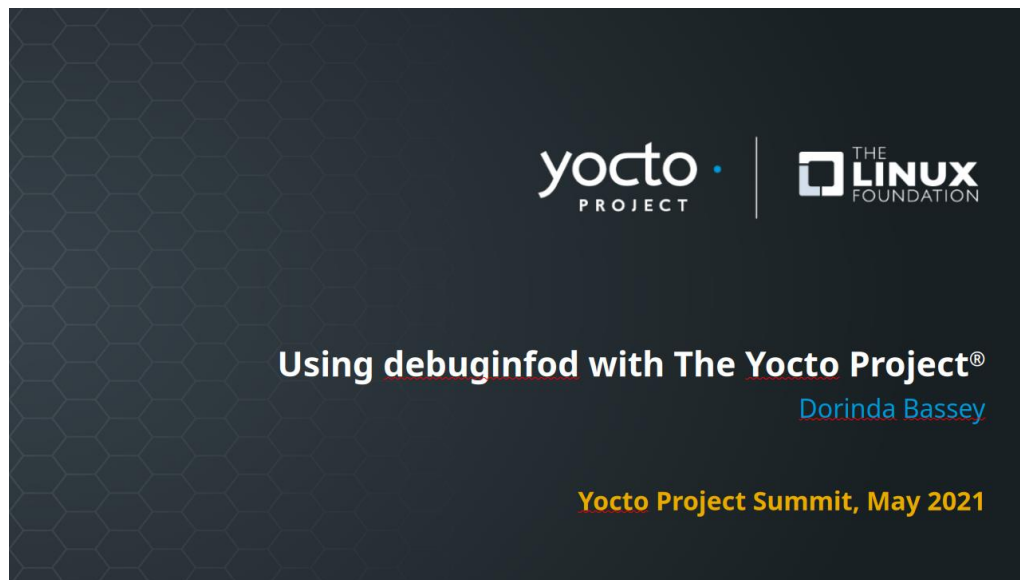 yocto
PROJECT
THE
LINUX
FOUNDATION
Using debuginfod with The Yocto Project®
Dorinda Bassey
Yocto Project Summit, May 2021